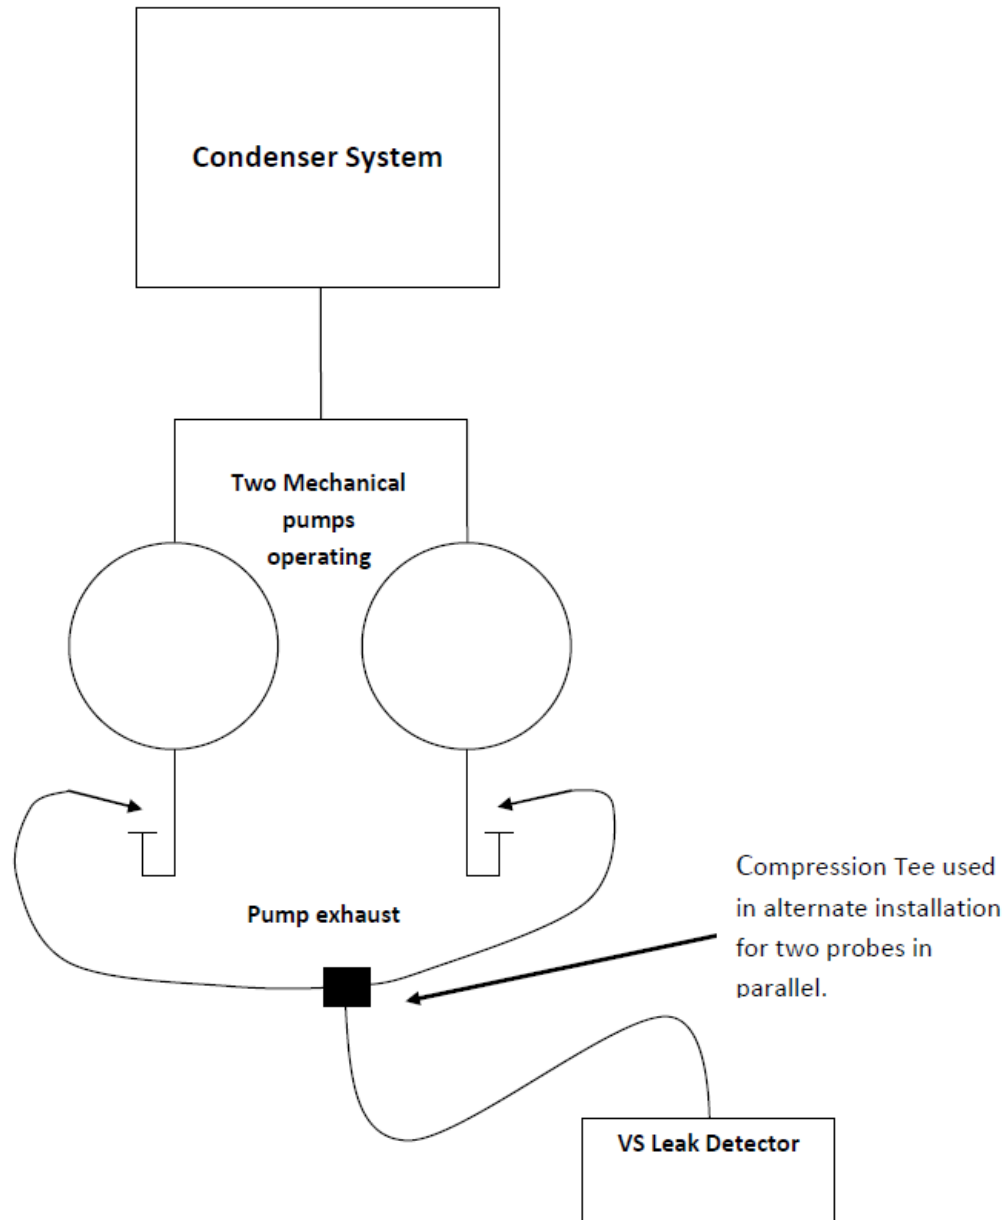 Condenser System
Two Mechanical
pumps
operating
Pump exhaust
Compression Tee used
in alternate installation
for two probes in
parallel.
VS Leak Detector